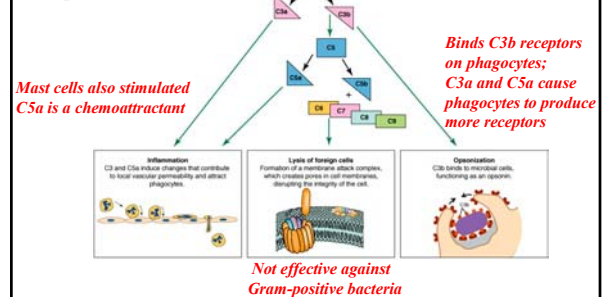 C3a
C3b
C5
Binds C3b receptors
on phagocytes;
C3a and C5a cause
phagocytes to produce
more receptors
Mast cells also stimulated
C5a is a chemoattractant
C5a
C5b
+
C6
C7
C8
C9
Inflammation
C3 and C5a induce changes that contribute
to local vascular permeability and attract
phagocytes.
Lysis of foreign cells
Formation of a membrane attack complex,
which creates pores in cell membranes,
disrupting the integrity of the cell.
Opsonization
C3b binds to microbial cells,
functioning as an opsonin.
Not effective against
Gram-positive bacteria